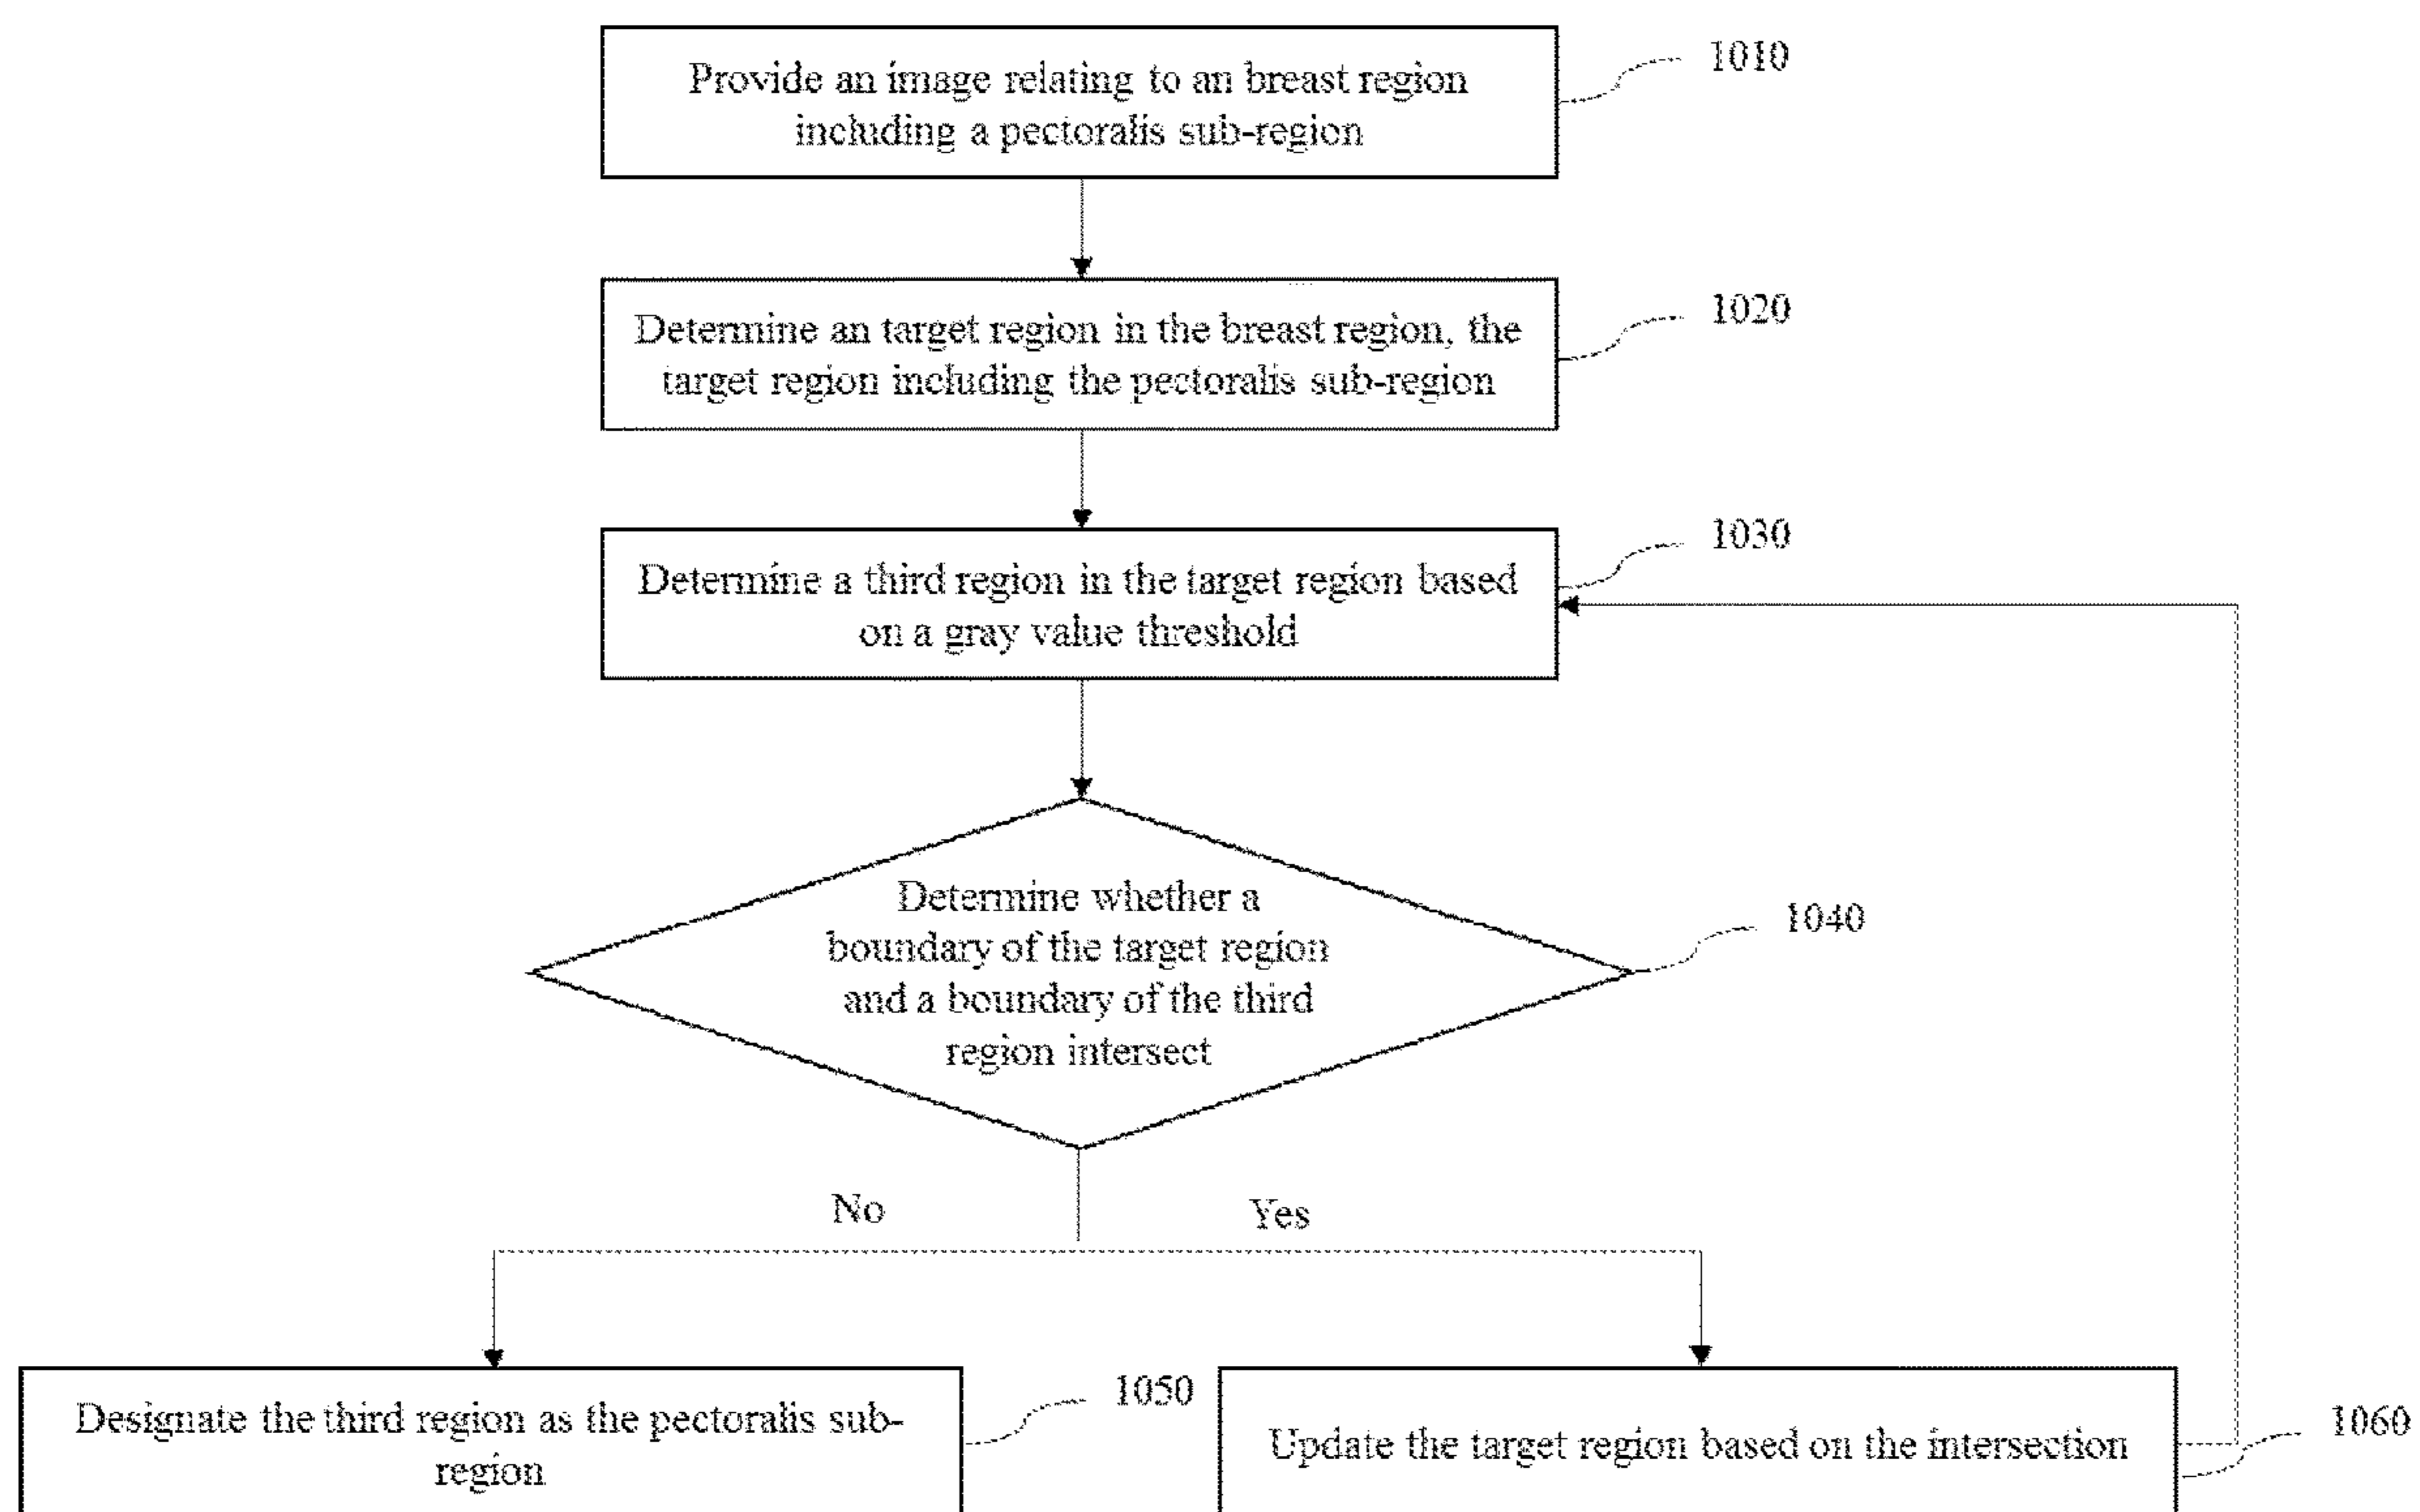 Provide an image relating to an breast region
including a pectoralis sub-region
1010
Determine an target region in the breast region, the
target region including the pectoralis sub-region
1020
Determine a third region in the target region based
on a gray value threshold
1030
Determine whether a
boundary of the target region
and a boundary of the third
region intersect
1040
No
Yes
Designate the third region as the pectoralis sub-
region
1050
Update the target region based on the intersection
1060